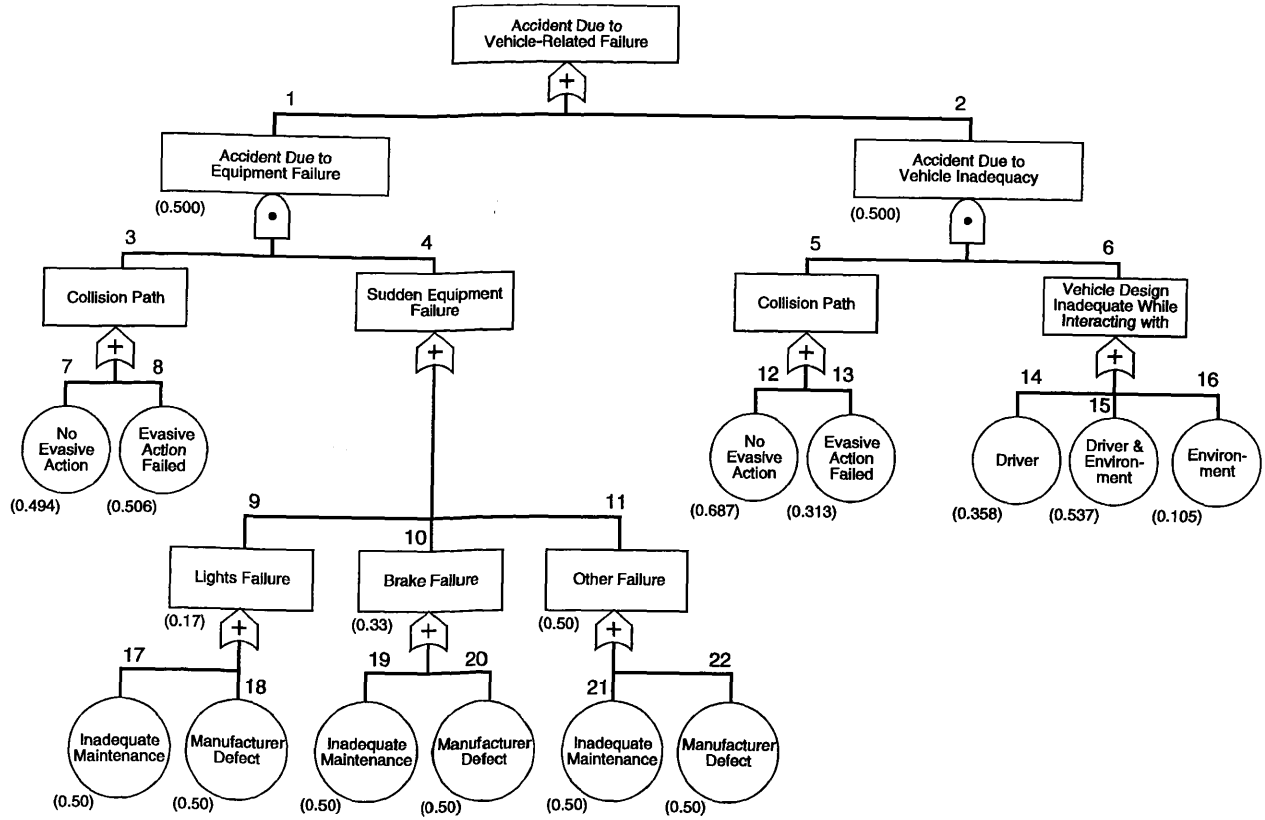 Accident Due to
Vehicle-Related Failure
+
1
2
Accident Due to
Equipment Failure
(0.500)
Accident Due to
Vehicle Inadequacy
(0.500)
3
4
5
6
Collision Path
+
Sudden Equipment
Failure
+
Collision Path
+
Vehicle Design
Inadequate While
Interacting with
+
7
8
12
13
14
15
16
No
Evasive
Action
(0.494)
Evasive
Action
Failed
(0.506)
No
Evasive
Action
(0.687)
Evasive
Action
Failed
(0.313)
Driver
(0.358)
Driver &
Environ-
ment
(0.537)
Environ-
ment
(0.105)
9
10
11
Lights Failure
(0.17)
+
Brake Failure
(0.33)
+
Other Failure
(0.50)
+
17
18
19
20
21
22
Inadequate
Maintenance
(0.50)
Manufacturer
Defect
(0.50)
Inadequate
Maintenance
(0.50)
Manufacturer
Defect
(0.50)
Inadequate
Maintenance
(0.50)
Manufacturer
Defect
(0.50)